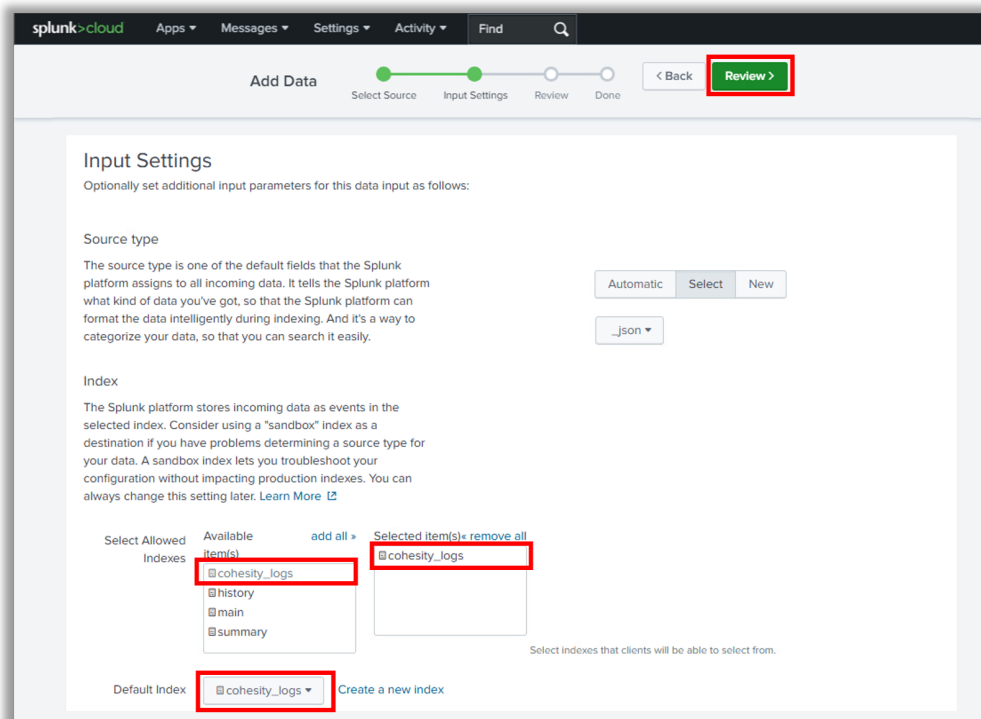 splunk>cloud Apps Messages Settings Activity Find
Add Data
Select Source Input Settings Review Done
< Back Review >
Input Settings
Optionally set additional input parameters for this data input as follows:
Source type
The source type is one of the default fields that the Splunk
platform assigns to all incoming data. It tells the Splunk platform
what kind of data you've got, so that the Splunk platform can
format the data intelligently during indexing. And it's a way to
categorize your data, so that you can search it easily.
Automatic Select New
_json
Index
The Splunk platform stores incoming data as events in the
selected index. Consider using a "sandbox" index as a
destination if you have problems determining a source type for
your data. A sandbox index lets you troubleshoot your
configuration without impacting production indexes. You can
always change this setting later. Learn More
Select Allowed
Indexes
Available
item(s)
add all »
cohesity_logs
history
main
summary
Selected item(s) « remove all
cohesity_logs
Select indexes that clients will be able to select from.
Default Index cohesity_logs Create a new index